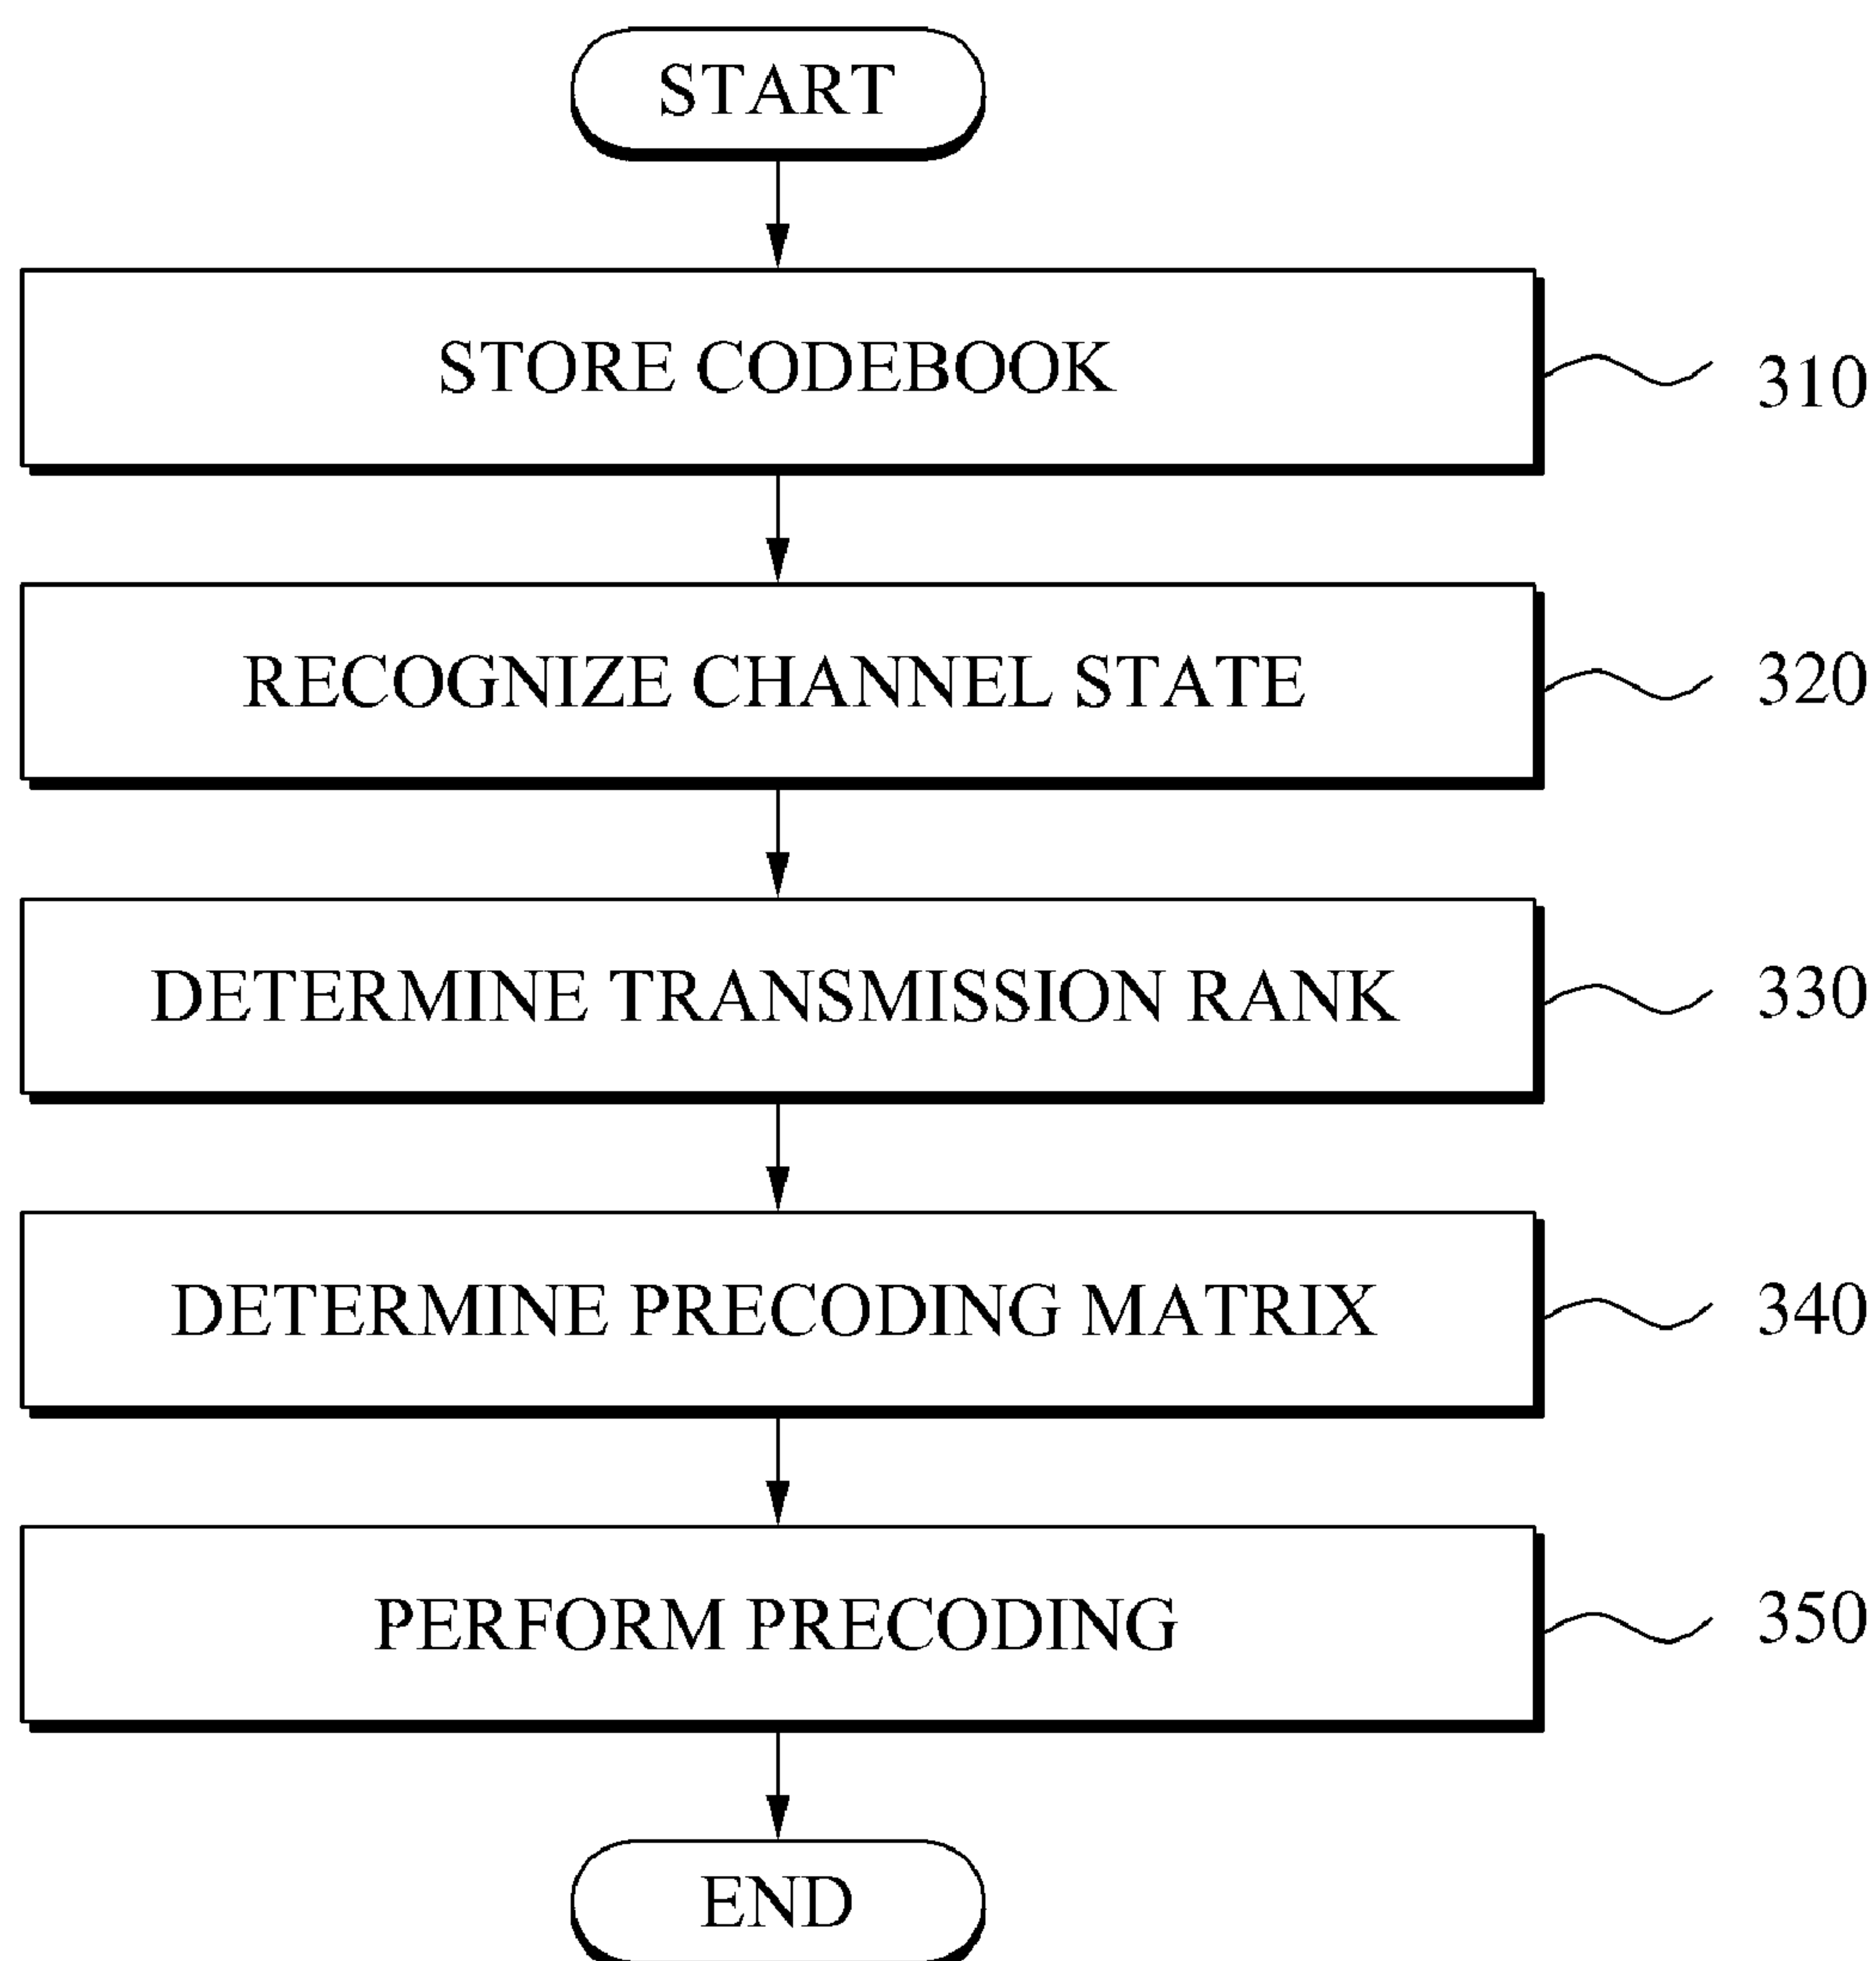 START
STORE CODEBOOK
310
RECOGNIZE CHANNEL STATE
320
DETERMINE TRANSMISSION RANK
330
DETERMINE PRECODING MATRIX
340
PERFORM PRECODING
350
END